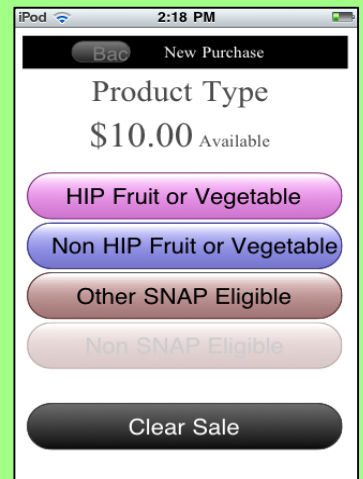 iPod 2:18 PM
Bac New Purchase
Product Type
$10.00 Available
HIP Fruit or Vegetable
Non HIP Fruit or Vegetable
Other SNAP Eligible
Non SNAP Eligible
Clear Sale